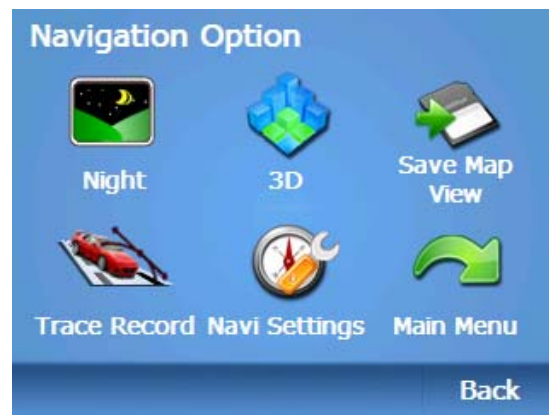 Navigation Option
Night
3D
Save Map
View
Trace Record
Navi Settings
Main Menu
Back